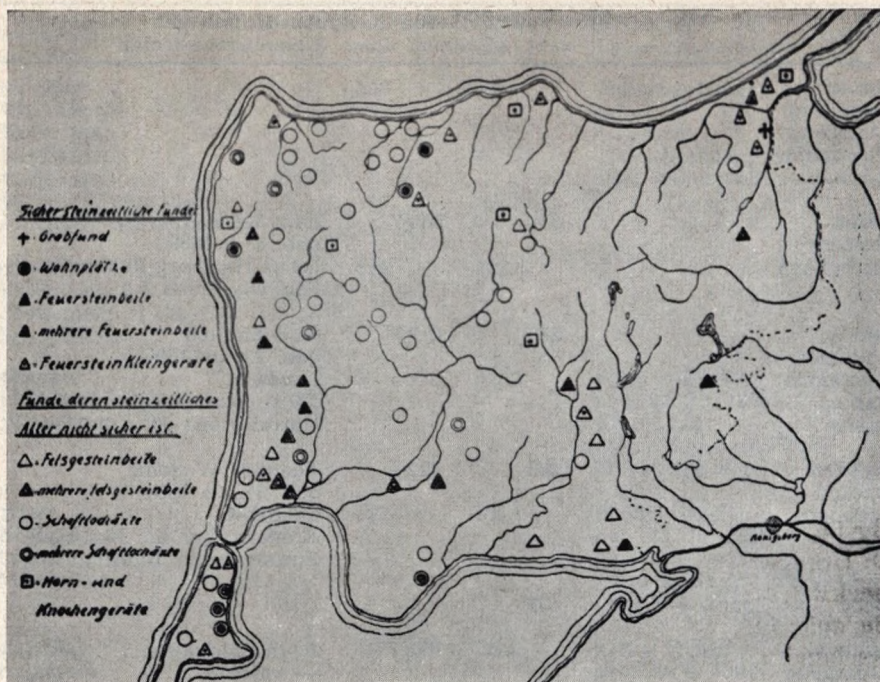 Sicher steinzeitliche Funde
Grabfund
Wohnplätze
Feuersteinbeile
mehrere Feuersteinbeile
Feuerstein Kleingeräte
Funde deren steinzeitliches
Alter nicht sicher ist.
Felsgesteinbeile
mehrere Felsgesteinbeile
Schaftlochäxte
mehrere Schaftlochäxte
Horn- und
Knochengeräte
Königsberg